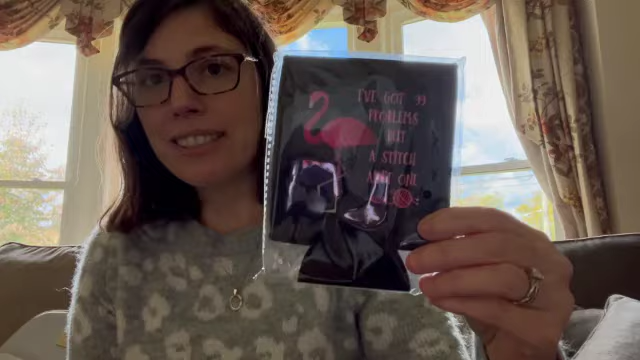 I'VE GOT 99
PROBLEMS
BUT
A STITCH
AIN'T ONE